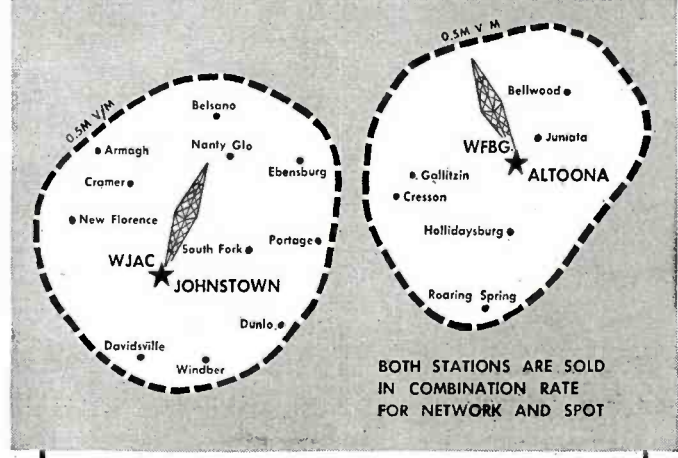 0.5M V/M
Belsano
Armagh
Nanty Glo
Ebensburg
Cramer
New Florence
South Fork
Portage
WJAC
JOHNSTOWN
Dunlo
Davidsville
Windber
0.5M V M
Bellwood
Juniata
WFBG
ALTOONA
Gallitzin
Cresson
Hollidaysburg
Roaring Spring
BOTH STATIONS ARE SOLD
IN COMBINATION RATE
FOR NETWORK AND SPOT